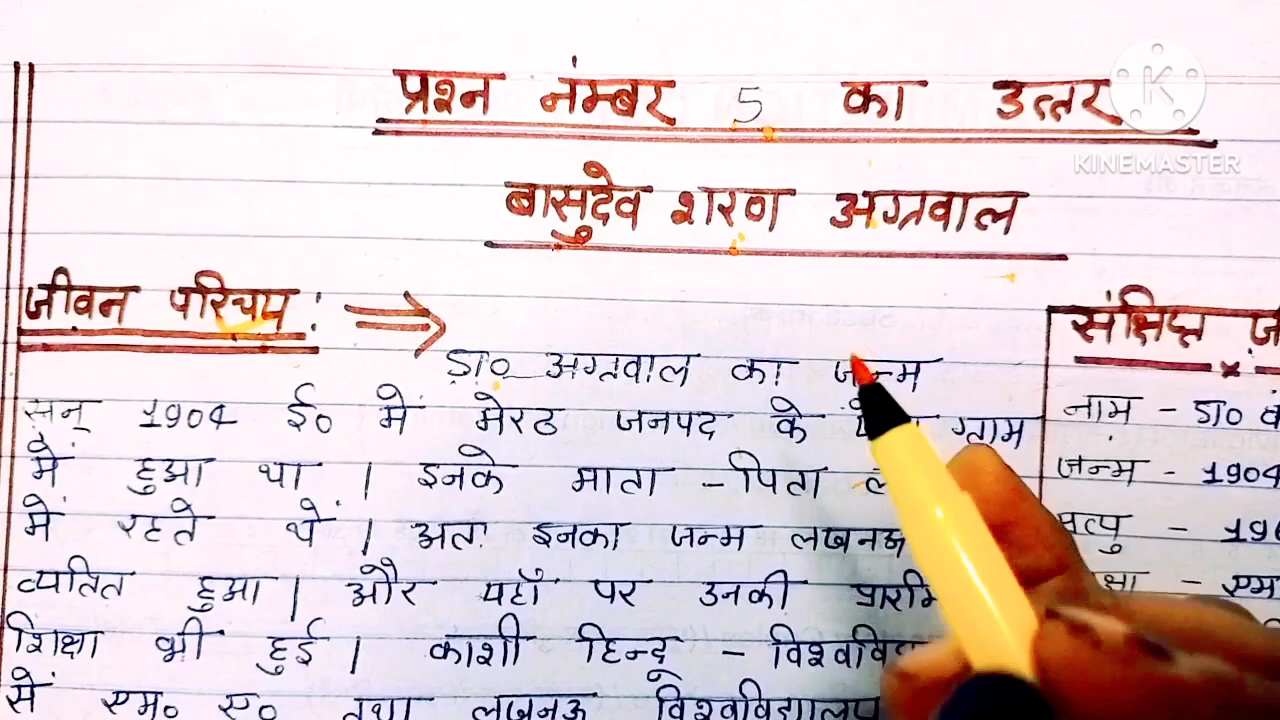 प्रश्न नंम्बर 5 का उत्तर
KINEMASTER
बासुदेव शरण अग्रवाल
जीवन परिचय :
डा० अग्रवाल का जन्म
सन् 1904 ई० में मेरठ जनपद के ग्राम
में हुआ था । इनके माता - पिता
में रहते थें । अतः इनका जन्म लखनऊ
व्यतित हुआ । और यहाँ पर उनकी
शिक्षा भी हुई । काशी हिन्दू -
में एम० ए० तथा लखनऊ विश्वविद्यालय
संक्षिप्त
नाम - डा०
जन्म - 1904
मृत्यु -